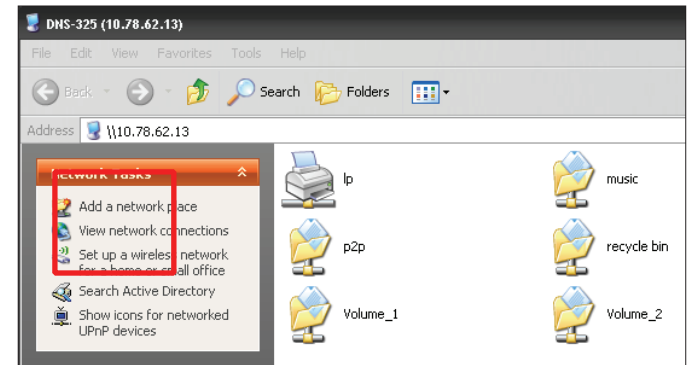 DNS-325 (10.78.62.13)
File Edit View Favorites Tools Help
Back Search Folders
Address \\10.78.62.13
Network Tasks
Add a network place
View network connections
Set up a wireless network
for a home or small office
Search Active Directory
Show icons for networked
UPnP devices
lp
music
p2p
recycle bin
Volume_1
Volume_2